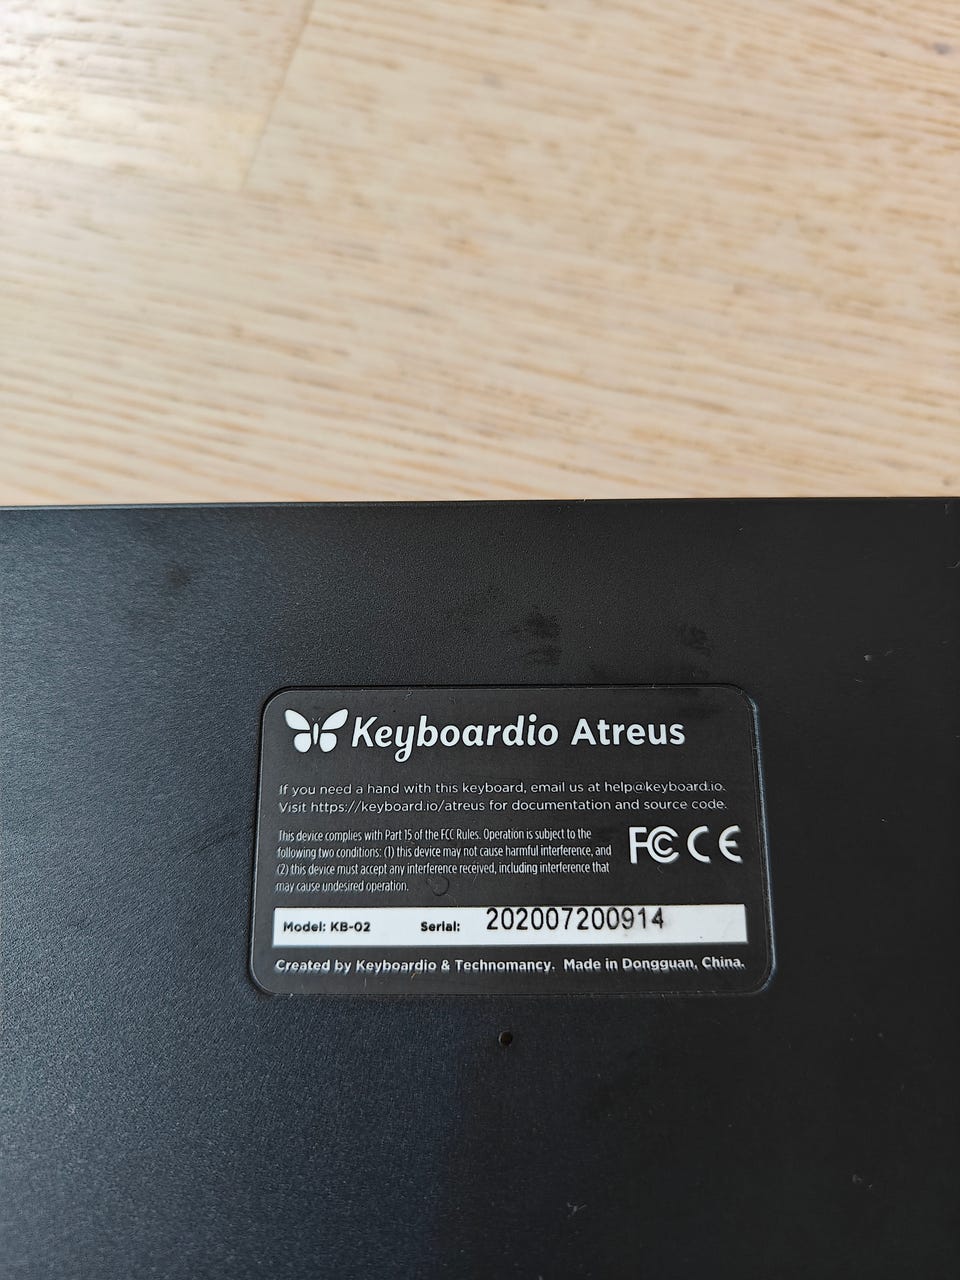 Keyboardio Atreus
If you need a hand with this keyboard, email us at help@keyboard.io.
Visit https://keyboard.io/atreus for documentation and source code.
This device complies with Part 15 of the FCC Rules. Operation is subject to the
following two conditions: (1) this device may not cause harmful interference, and
(2) this device must accept any interference received, including interference that
may cause undesired operation.
FC CE
Model: KB-02 Serial: 202007200914
Created by Keyboardio & Technomancy. Made in Dongguan, China.